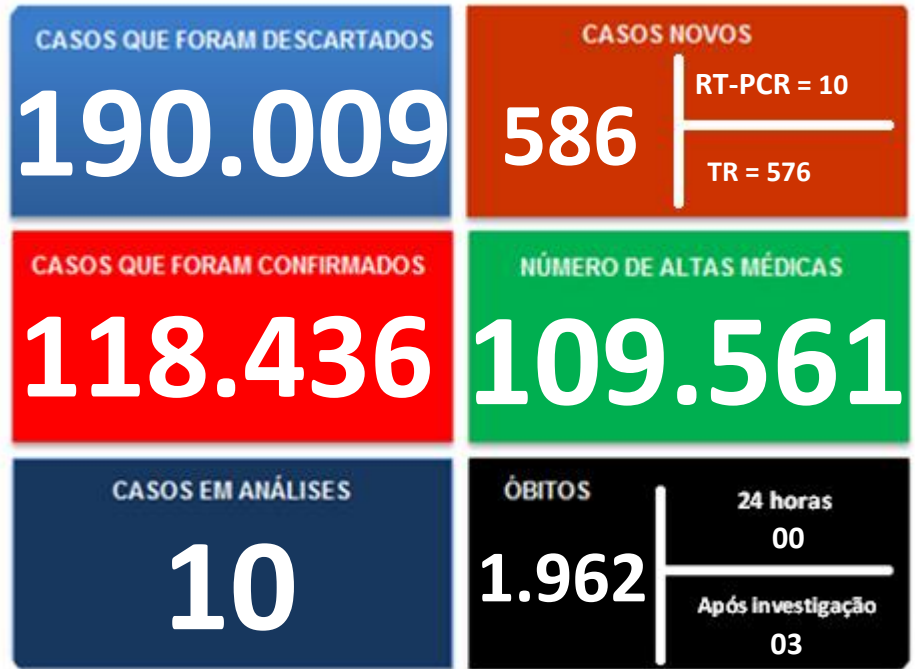 CASOS QUE FORAM DESCARTADOS
190.009
CASOS NOVOS
586
RT-PCR = 10
TR = 576
CASOS QUE FORAM CONFIRMADOS
118.436
NÚMERO DE ALTAS MÉDICAS
109.561
CASOS EM ANÁLISES
10
ÓBITOS
1.962
24 horas
00
Após investigação
03